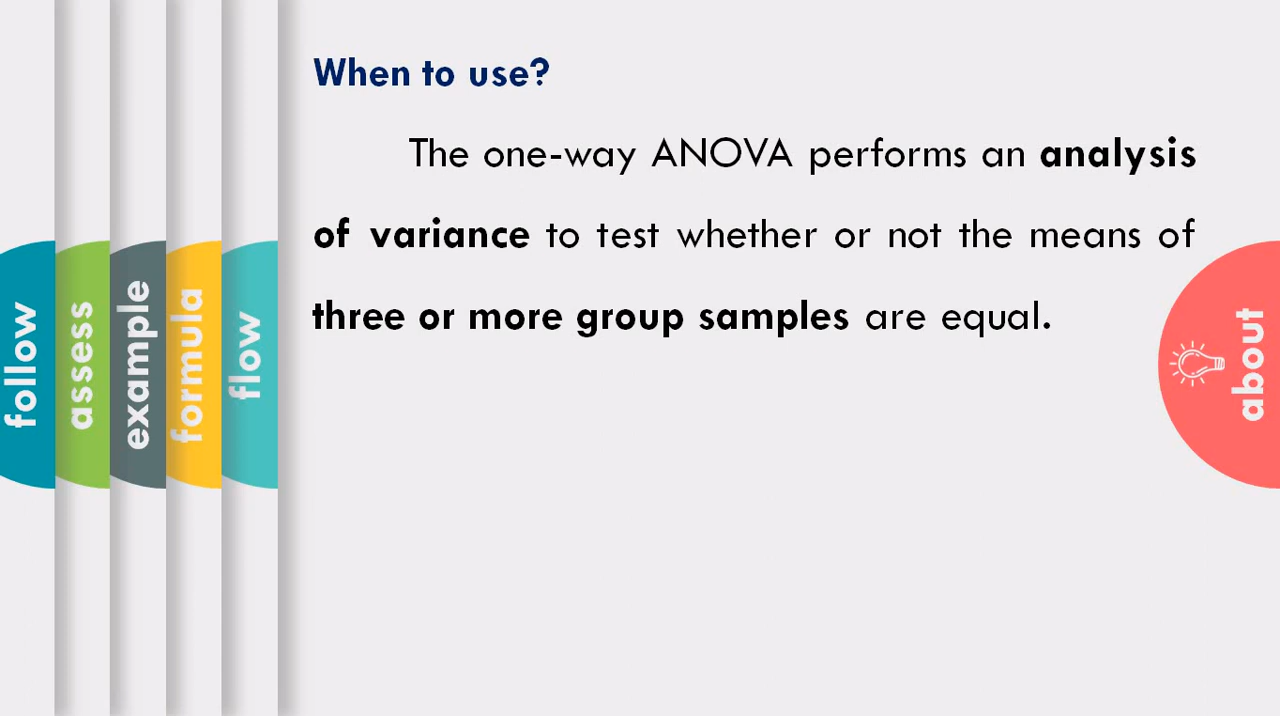 When to use?
The one-way ANOVA performs an analysis
of variance to test whether or not the means of
three or more group samples are equal.
follow
assess
example
formula
flow
about